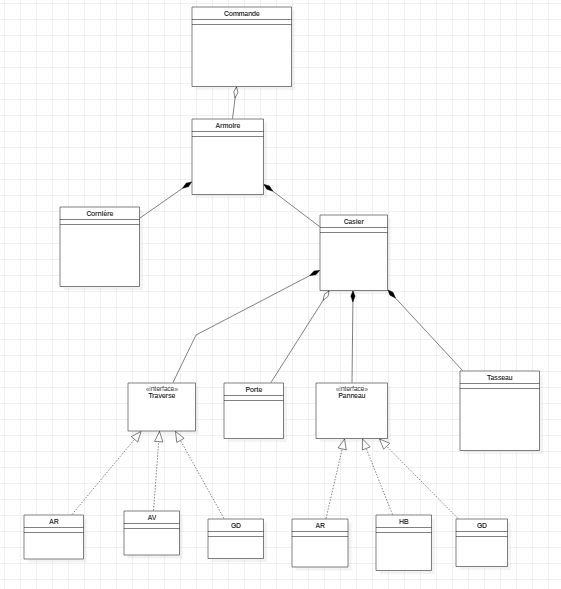 Commande
Armoire
Cornière
Casier
«interface»
Traverse
Porte
«interface»
Panneau
Tasseau
AR
AV
GD
AR
HB
GD